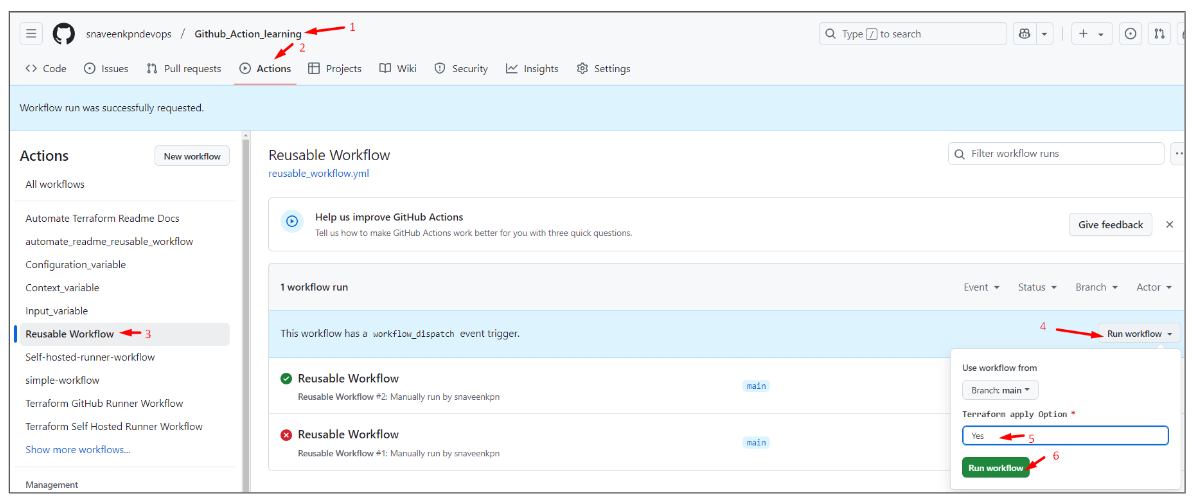 snaveenkpndevops / Github_Action_learning 1
Type / to search
2
Code Issues Pull requests Actions Projects Wiki Security Insights Settings
Workflow run was successfully requested.
Actions
New workflow
All workflows
Automate Terraform Readme Docs
automate_readme_reusable_workflow
Configuration_variable
Context_variable
Input_variable
Reusable Workflow 3
Self-hosted-runner-workflow
simple-workflow
Terraform GitHub Runner Workflow
Terraform Self Hosted Runner Workflow
Show more workflows...
Management
Reusable Workflow
reusable_workflow.yml
Filter workflow runs
Help us improve GitHub Actions
Tell us how to make GitHub Actions work better for you with three quick questions.
Give feedback
1 workflow run
Event Status Branch Actor
This workflow has a workflow_dispatch event trigger.
4 Run workflow
Reusable Workflow
Reusable Workflow #2: Manually run by snaveenkpn
main
Reusable Workflow
Reusable Workflow #1: Manually run by snaveenkpn
main
Use workflow from
Branch: main
Terraform apply Option *
Yes 5
Run workflow 6